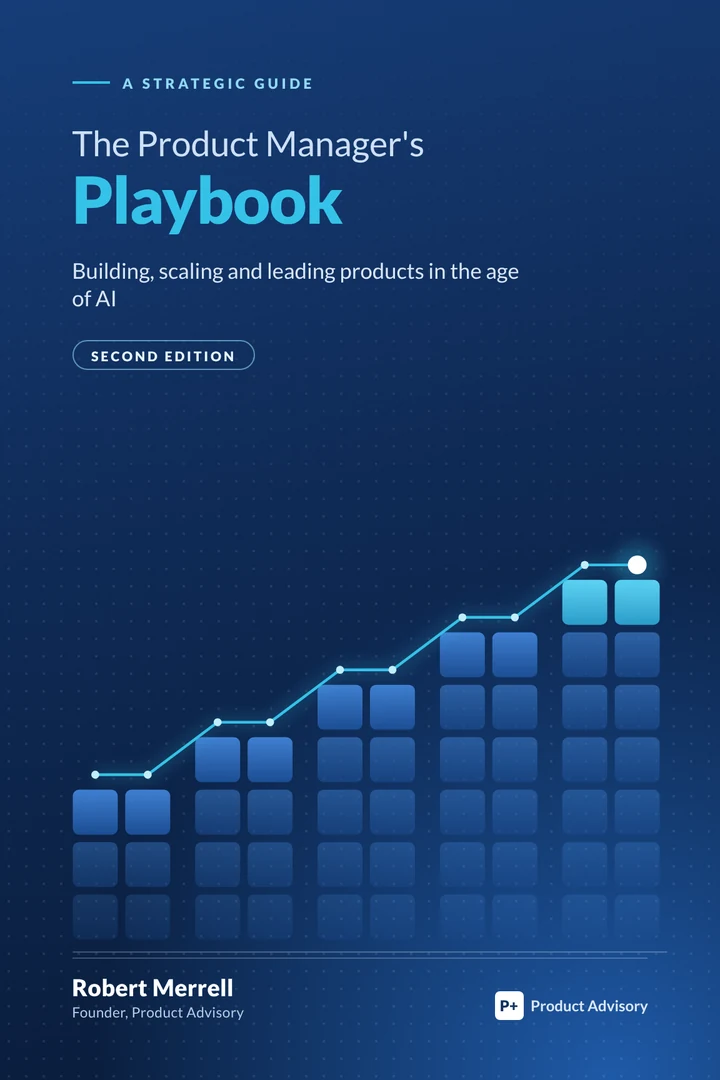 A STRATEGIC GUIDE
The Product Manager's
Playbook
Building, scaling and leading products in the age
of AI
SECOND EDITION
Robert Merrell
Founder, Product Advisory
P+ Product Advisory